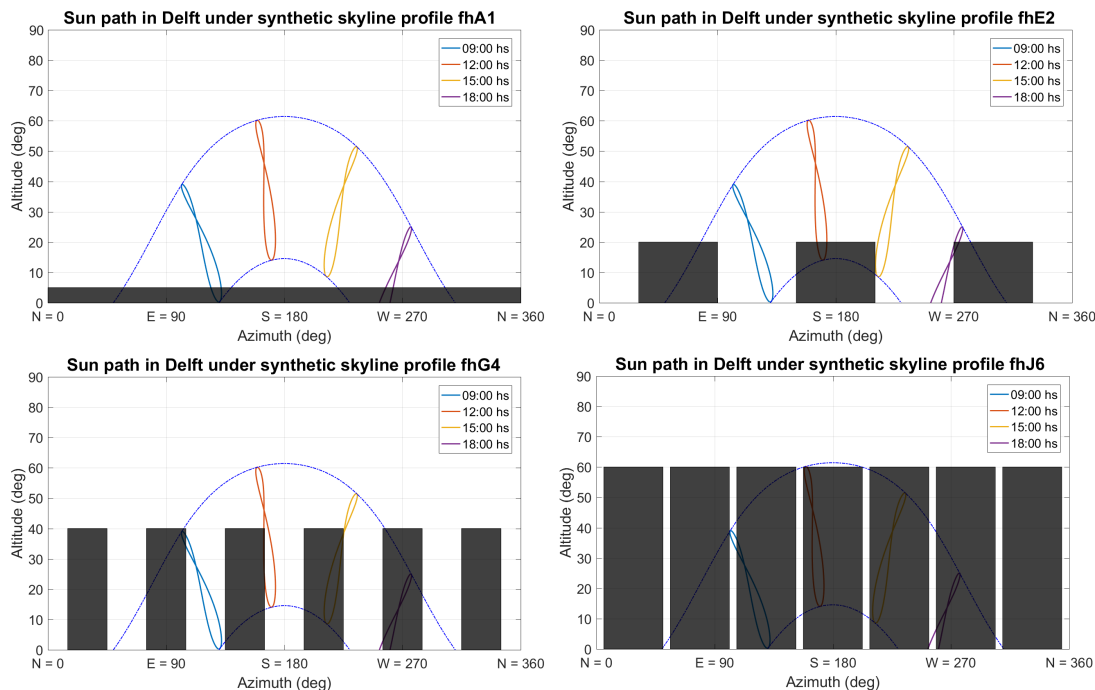 Sun path in Delft under synthetic skyline profile fhA1
90
80
70
60
50
40
30
20
10
0
Altitude (deg)
N = 0
E = 90
S = 180
W = 270
N = 360
Azimuth (deg)
09:00 hs
12:00 hs
15:00 hs
18:00 hs
Sun path in Delft under synthetic skyline profile fhE2
90
80
70
60
50
40
30
20
10
0
Altitude (deg)
N = 0
E = 90
S = 180
W = 270
N = 360
Azimuth (deg)
09:00 hs
12:00 hs
15:00 hs
18:00 hs
Sun path in Delft under synthetic skyline profile fhG4
90
80
70
60
50
40
30
20
10
0
Altitude (deg)
N = 0
E = 90
S = 180
W = 270
N = 360
Azimuth (deg)
09:00 hs
12:00 hs
15:00 hs
18:00 hs
Sun path in Delft under synthetic skyline profile fhJ6
90
80
70
60
50
40
30
20
10
0
Altitude (deg)
N = 0
E = 90
S = 180
W = 270
N = 360
Azimuth (deg)
09:00 hs
12:00 hs
15:00 hs
18:00 hs